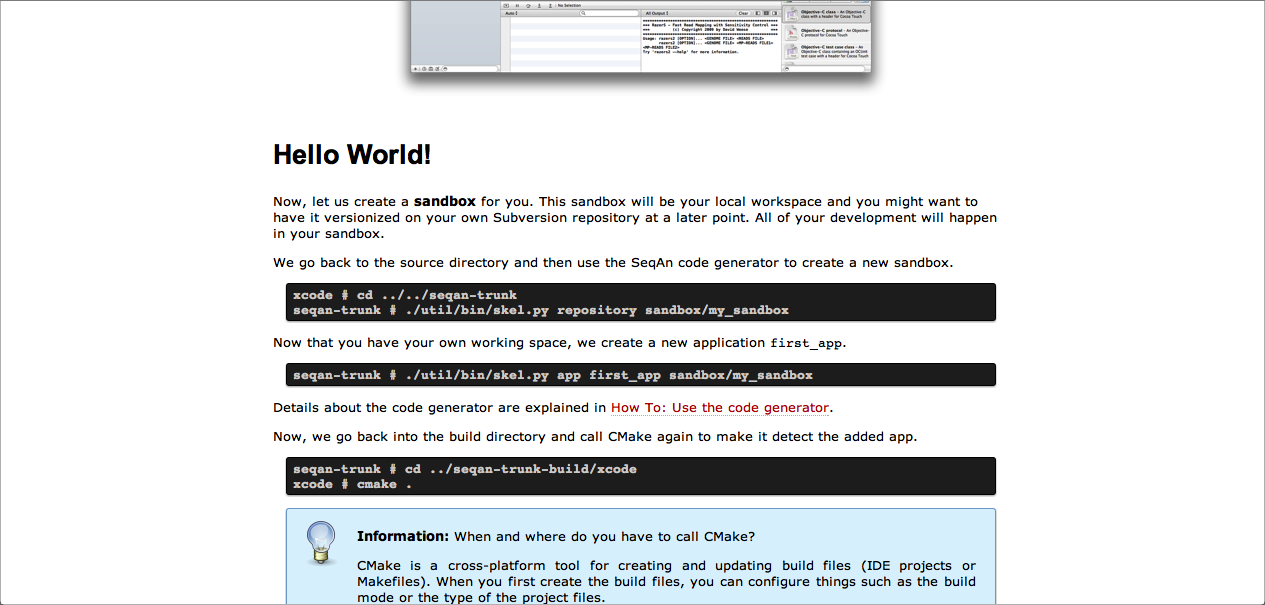 No Selection
Auto
All Output
Clear
*** RazerS - Fast Read Mapping with Sensitivity Control ***
*** (c) Copyright 2009 by David Weese ***
Usage: razers2 [OPTION]... <GENOME FILE> <READS FILE>
razers2 [OPTION]... <GENOME FILE> <MP-READS FILE1>
<MP-READS FILE2>
Try 'razers2 --help' for more information.
Objective-C class - An Objective-C
class with a header for Cocoa Touch
Objective-C protocol - An Objective-
C protocol for Cocoa Touch
Objective-C test case class - An
Objective-C class containing an OCUnit
test case with a header for Cocoa Touch
Hello World!
Now, let us create a sandbox for you. This sandbox will be your local workspace and you might want to
have it versionized on your own Subversion repository at a later point. All of your development will happen
in your sandbox.
We go back to the source directory and then use the SeqAn code generator to create a new sandbox.
xcode # cd ../../seqan-trunk
seqan-trunk # ./util/bin/skel.py repository sandbox/my_sandbox
Now that you have your own working space, we create a new application first_app.
seqan-trunk # ./util/bin/skel.py app first_app sandbox/my_sandbox
Details about the code generator are explained in How To: Use the code generator.
Now, we go back into the build directory and call CMake again to make it detect the added app.
seqan-trunk # cd ../seqan-trunk-build/xcode
xcode # cmake .
Information: When and where do you have to call CMake?
CMake is a cross-platform tool for creating and updating build files (IDE projects or
Makefiles). When you first create the build files, you can configure things such as the build
mode or the type of the project files.